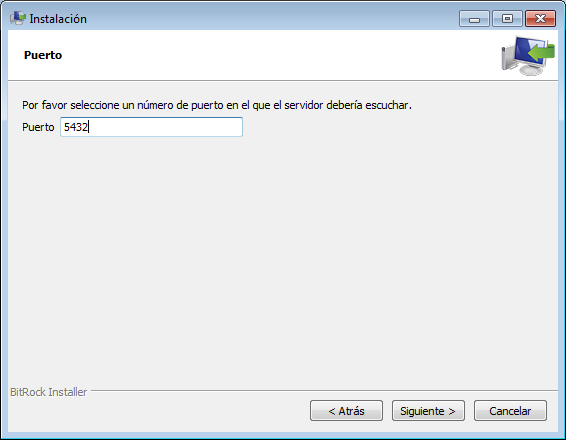 Instalación
Puerto
Por favor seleccione un número de puerto en el que el servidor debería escuchar.
Puerto 5432
BitRock Installer
< Atrás Siguiente > Cancelar